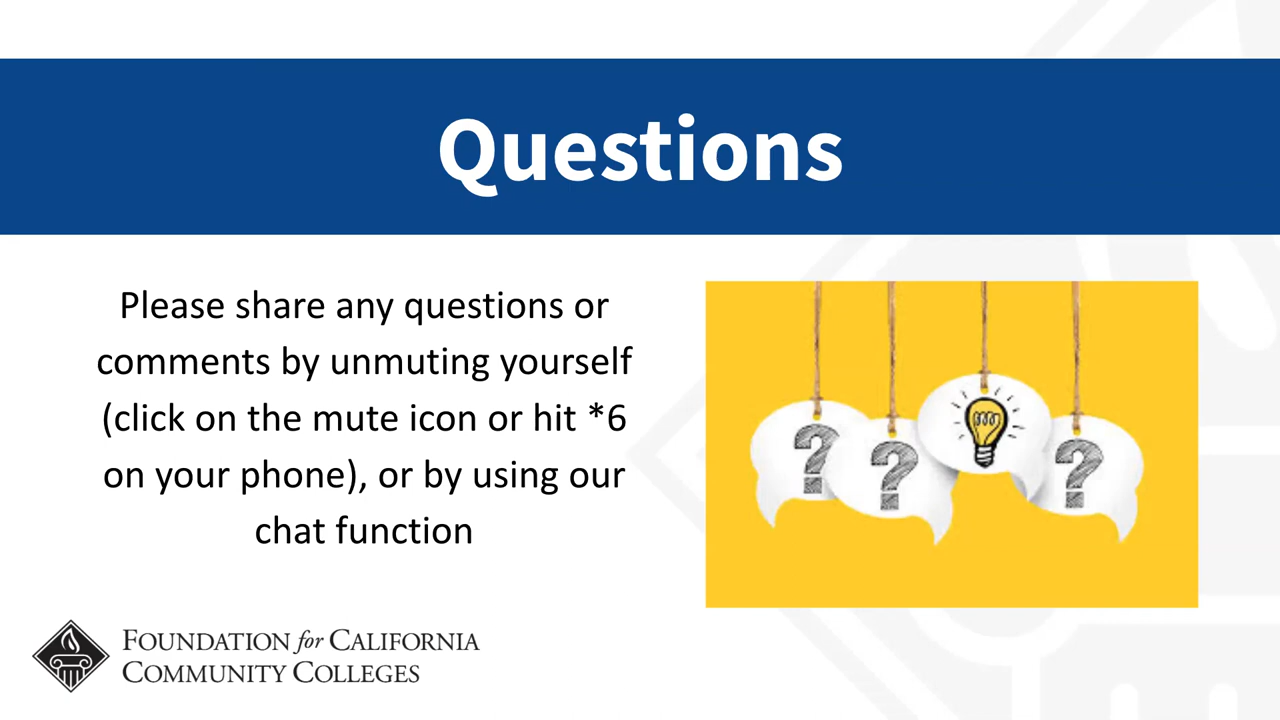 Questions
Please share any questions or
comments by unmuting yourself
(click on the mute icon or hit *6
on your phone), or by using our
chat function
? ? ?
FOUNDATION for CALIFORNIA
COMMUNITY COLLEGES